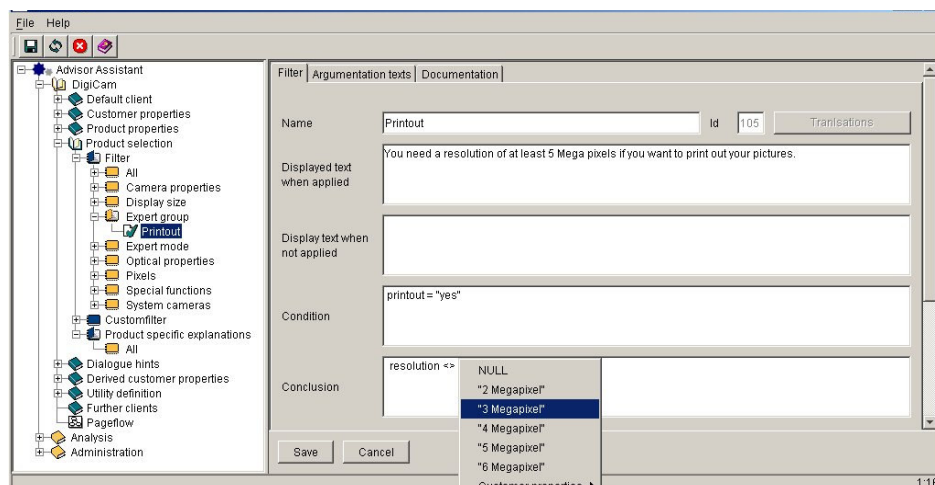 File Help
Advisor Assistant
DigiCam
Default client
Customer properties
Product properties
Product selection
Filter
All
Camera properties
Display size
Expert group
Printout
Expert mode
Optical properties
Pixels
Special functions
System cameras
Customfilter
Product specific explanations
All
Dialogue hints
Derived customer properties
Utility definition
Further clients
Pageflow
Analysis
Administration
Filter Argumentation texts Documentation
Name Printout Id 105 Tranlsations
Displayed text
when applied
You need a resolution of at least 5 Mega pixels if you want to print out your pictures.
Display text when
not applied
Condition
printout = "yes"
Conclusion
resolution <>
NULL
"2 Megapixel"
"3 Megapixel"
"4 Megapixel"
"5 Megapixel"
"6 Megapixel"
Customer properties
Save Cancel